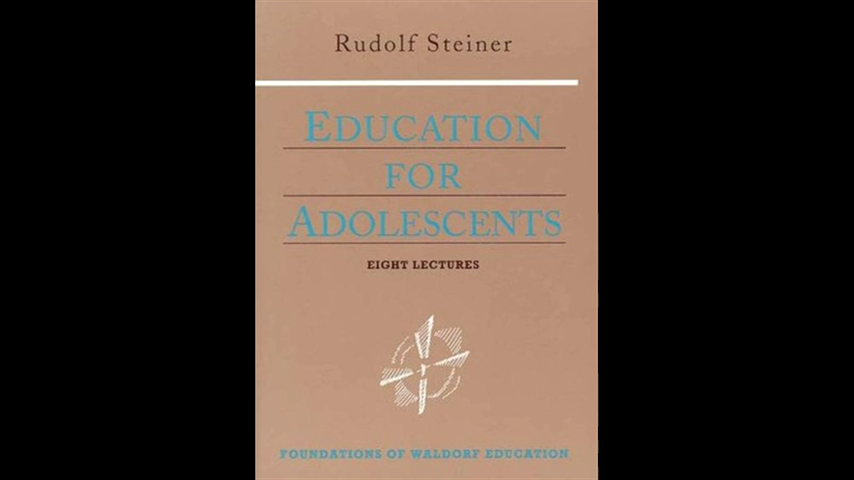 Rudolf Steiner
EDUCATION
FOR
ADOLESCENTS
EIGHT LECTURES
FOUNDATIONS OF WALDORF EDUCATION